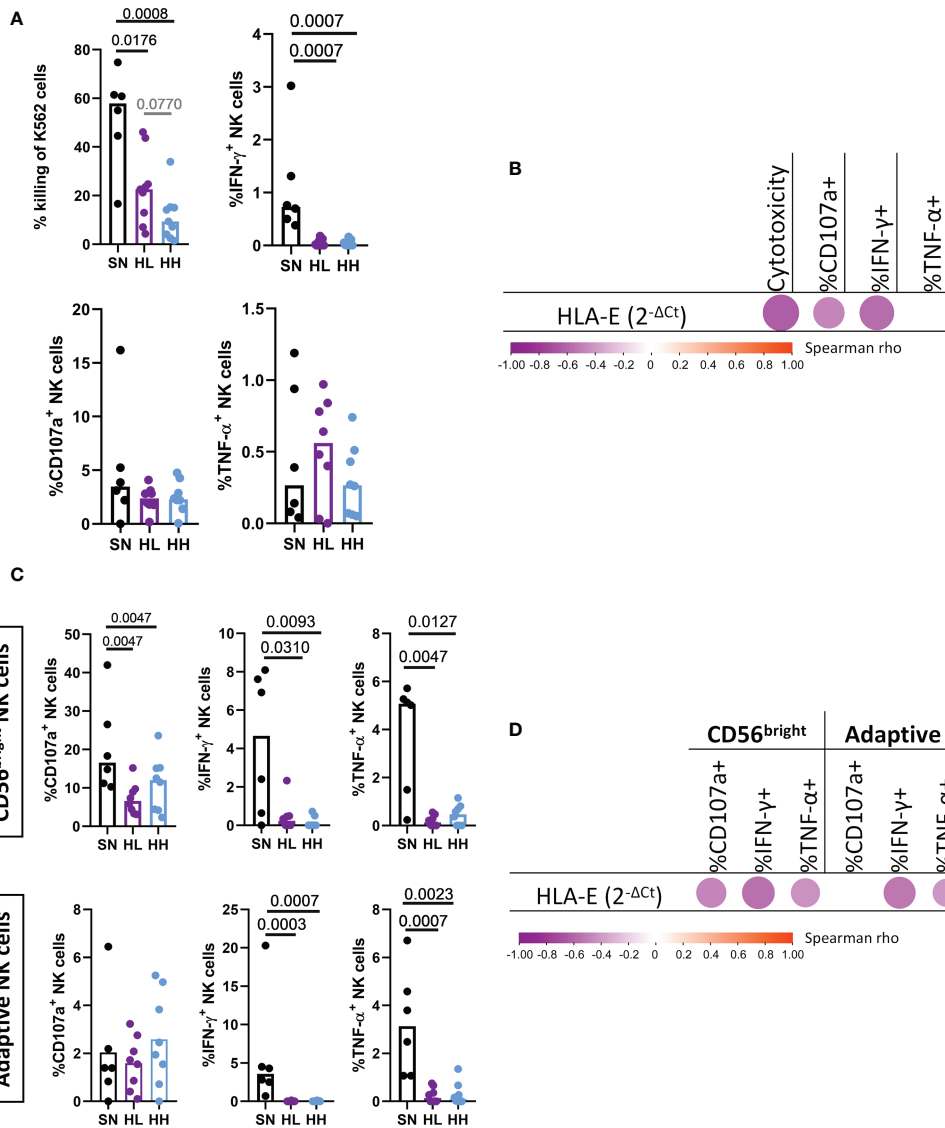 A
0.0008
0.0176
0.0770
% killing of K562 cells
80
60
40
20
0
SN HL HH
0.0007
0.0007
%IFN-γ+ NK cells
4
3
2
1
0
SN HL HH
%CD107a+ NK cells
20
15
10
5
0
SN HL HH
%TNF-α+ NK cells
1.5
1.0
0.5
0.0
SN HL HH
B
Cytotoxicity
%CD107a+
%IFN-γ+
%TNF-α+
HLA-E (2-ΔCt)
Spearman rho
-1.00 -0.8 -0.6 -0.4 -0.2 0 0.2 0.4 0.6 0.8 1.00
C
NK cells
0.0047
0.0047
%CD107a+ NK cells
50
40
30
20
10
0
SN HL HH
0.0093
0.0310
%IFN-γ+ NK cells
10
8
6
4
2
0
SN HL HH
0.0127
0.0047
%TNF-α+ NK cells
8
6
4
2
0
SN HL HH
Adaptive NK cells
%CD107a+ NK cells
8
6
4
2
0
SN HL HH
0.0007
0.0003
%IFN-γ+ NK cells
25
20
15
10
5
0
SN HL HH
0.0023
0.0007
%TNF-α+ NK cells
8
6
4
2
0
SN HL HH
D
CD56bright Adaptive
%CD107a+
%IFN-γ+
%TNF-α+
%CD107a+
%IFN-γ+
%TNF-α+
HLA-E (2-ΔCt)
Spearman rho
-1.00 -0.8 -0.6 -0.4 -0.2 0 0.2 0.4 0.6 0.8 1.00